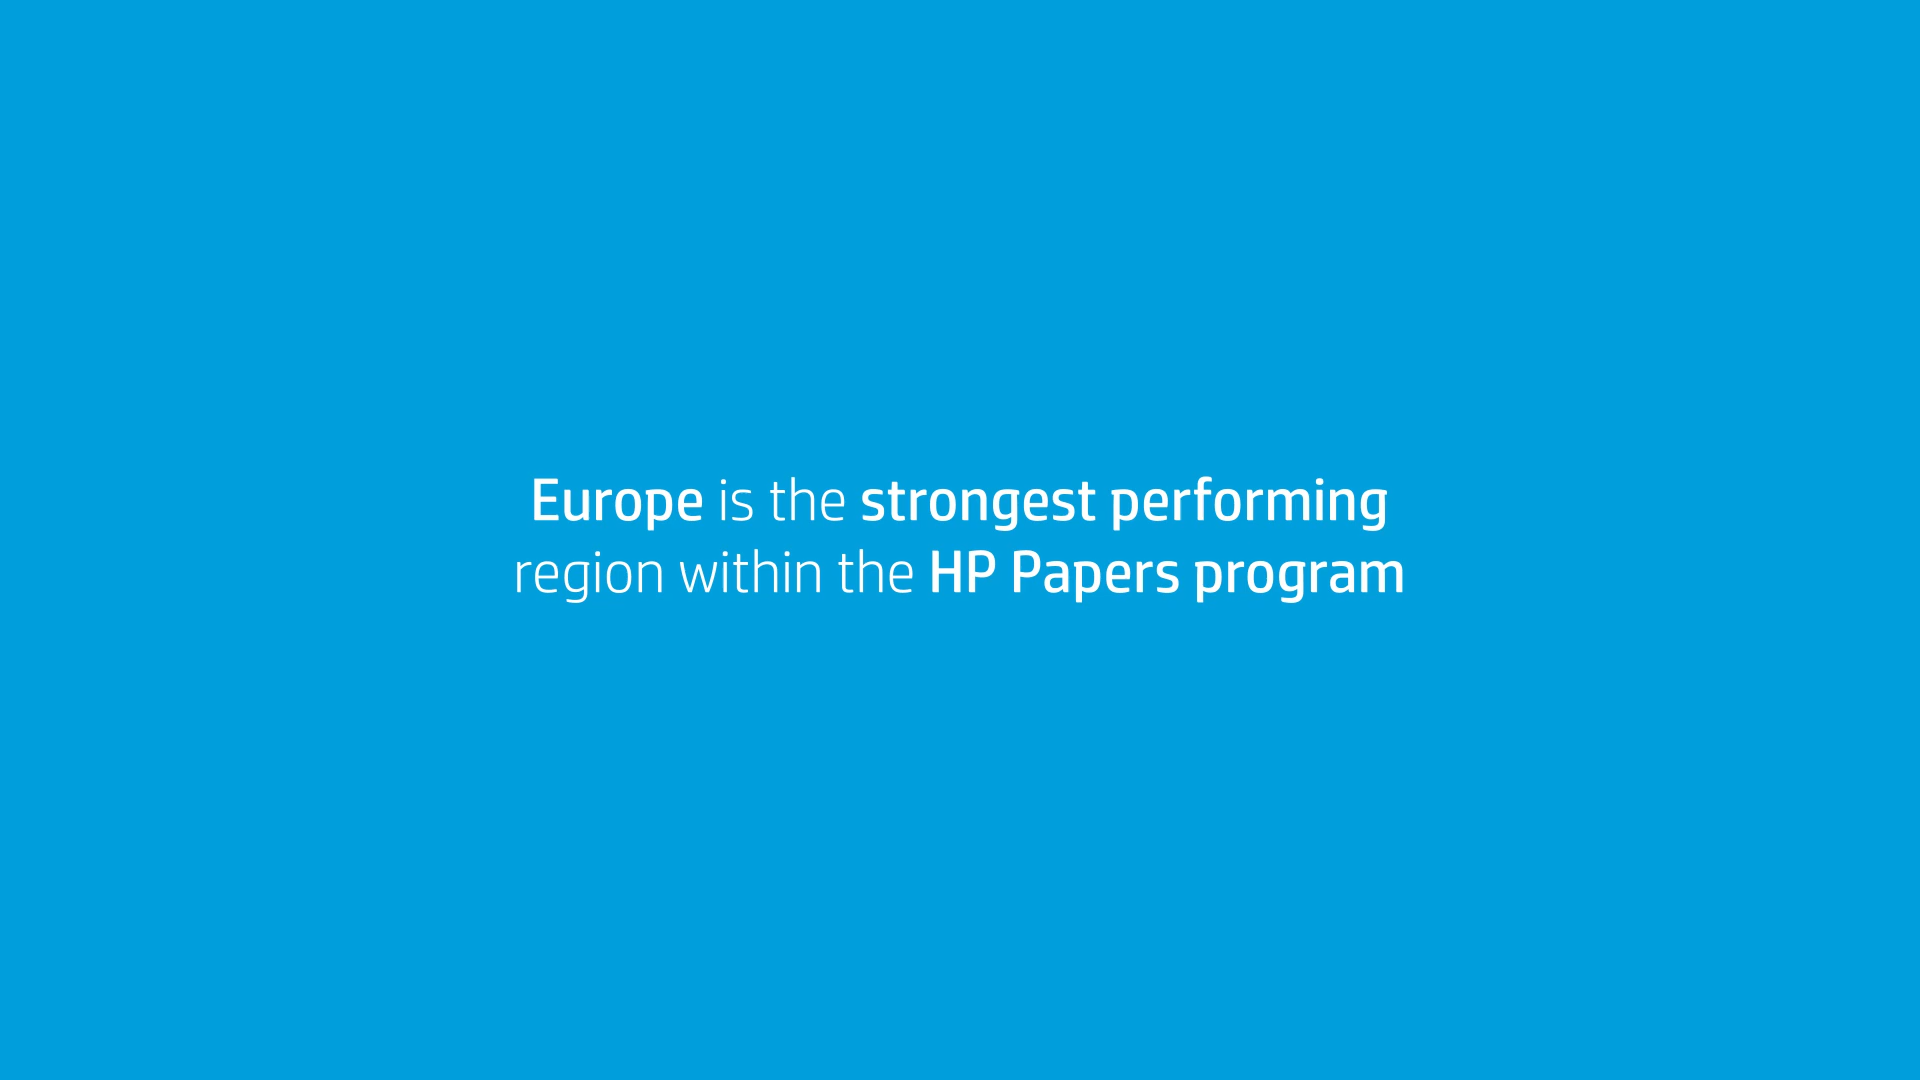 Europe is the strongest performing
region within the HP Papers program